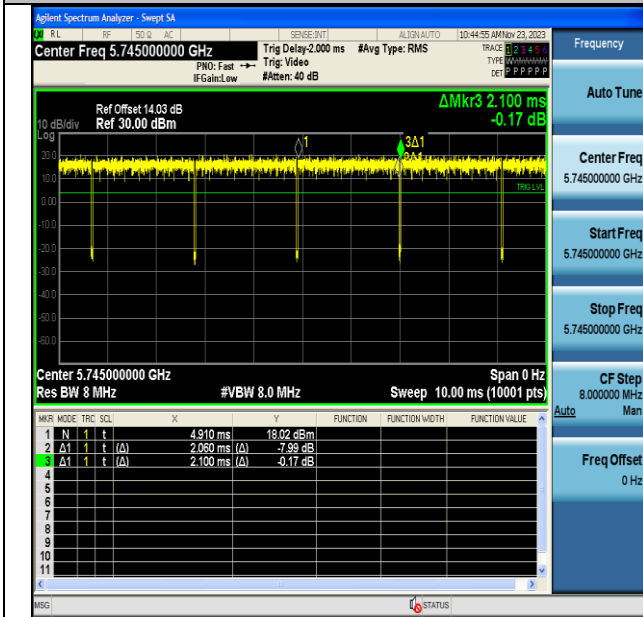 Agilent Spectrum Analyzer - Swept SA
RL RF 50 Ω AC SENSE:INT ALIGN AUTO 10:44:55 AM Nov 23, 2023
Center Freq 5.745000000 GHz Trig Delay-2.000 ms #Avg Type: RMS TRACE 1 2 3 4 5 6
PNO: Fast Trig: Video TYPE
IFGain:Low #Atten: 40 dB DET P P P P P P
Frequency
Auto Tune
ΔMkr3 2.100 ms
Ref Offset 14.03 dB
10 dB/div Ref 30.00 dBm -0.17 dB
Log
1 3Δ1
20.0
10.0
TRIG LVL
0.00
-10.0
-20.0
-30.0
-40.0
-50.0
-60.0
Center 5.745000000 GHz Span 0 Hz
Res BW 8 MHz #VBW 8.0 MHz Sweep 10.00 ms (10001 pts)
MKR MODE TRC SCL X Y FUNCTION FUNCTION WIDTH FUNCTION VALUE
1 N 1 t 4.910 ms 18.02 dBm
2 Δ1 1 t (Δ) 2.060 ms (Δ) -7.99 dB
3 Δ1 1 t (Δ) 2.100 ms (Δ) -0.17 dB
4
5
6
7
8
9
10
11
Center Freq
5.745000000 GHz
Start Freq
5.745000000 GHz
Stop Freq
5.745000000 GHz
CF Step
8.000000 MHz
Auto Man
Freq Offset
0 Hz
MSG STATUS